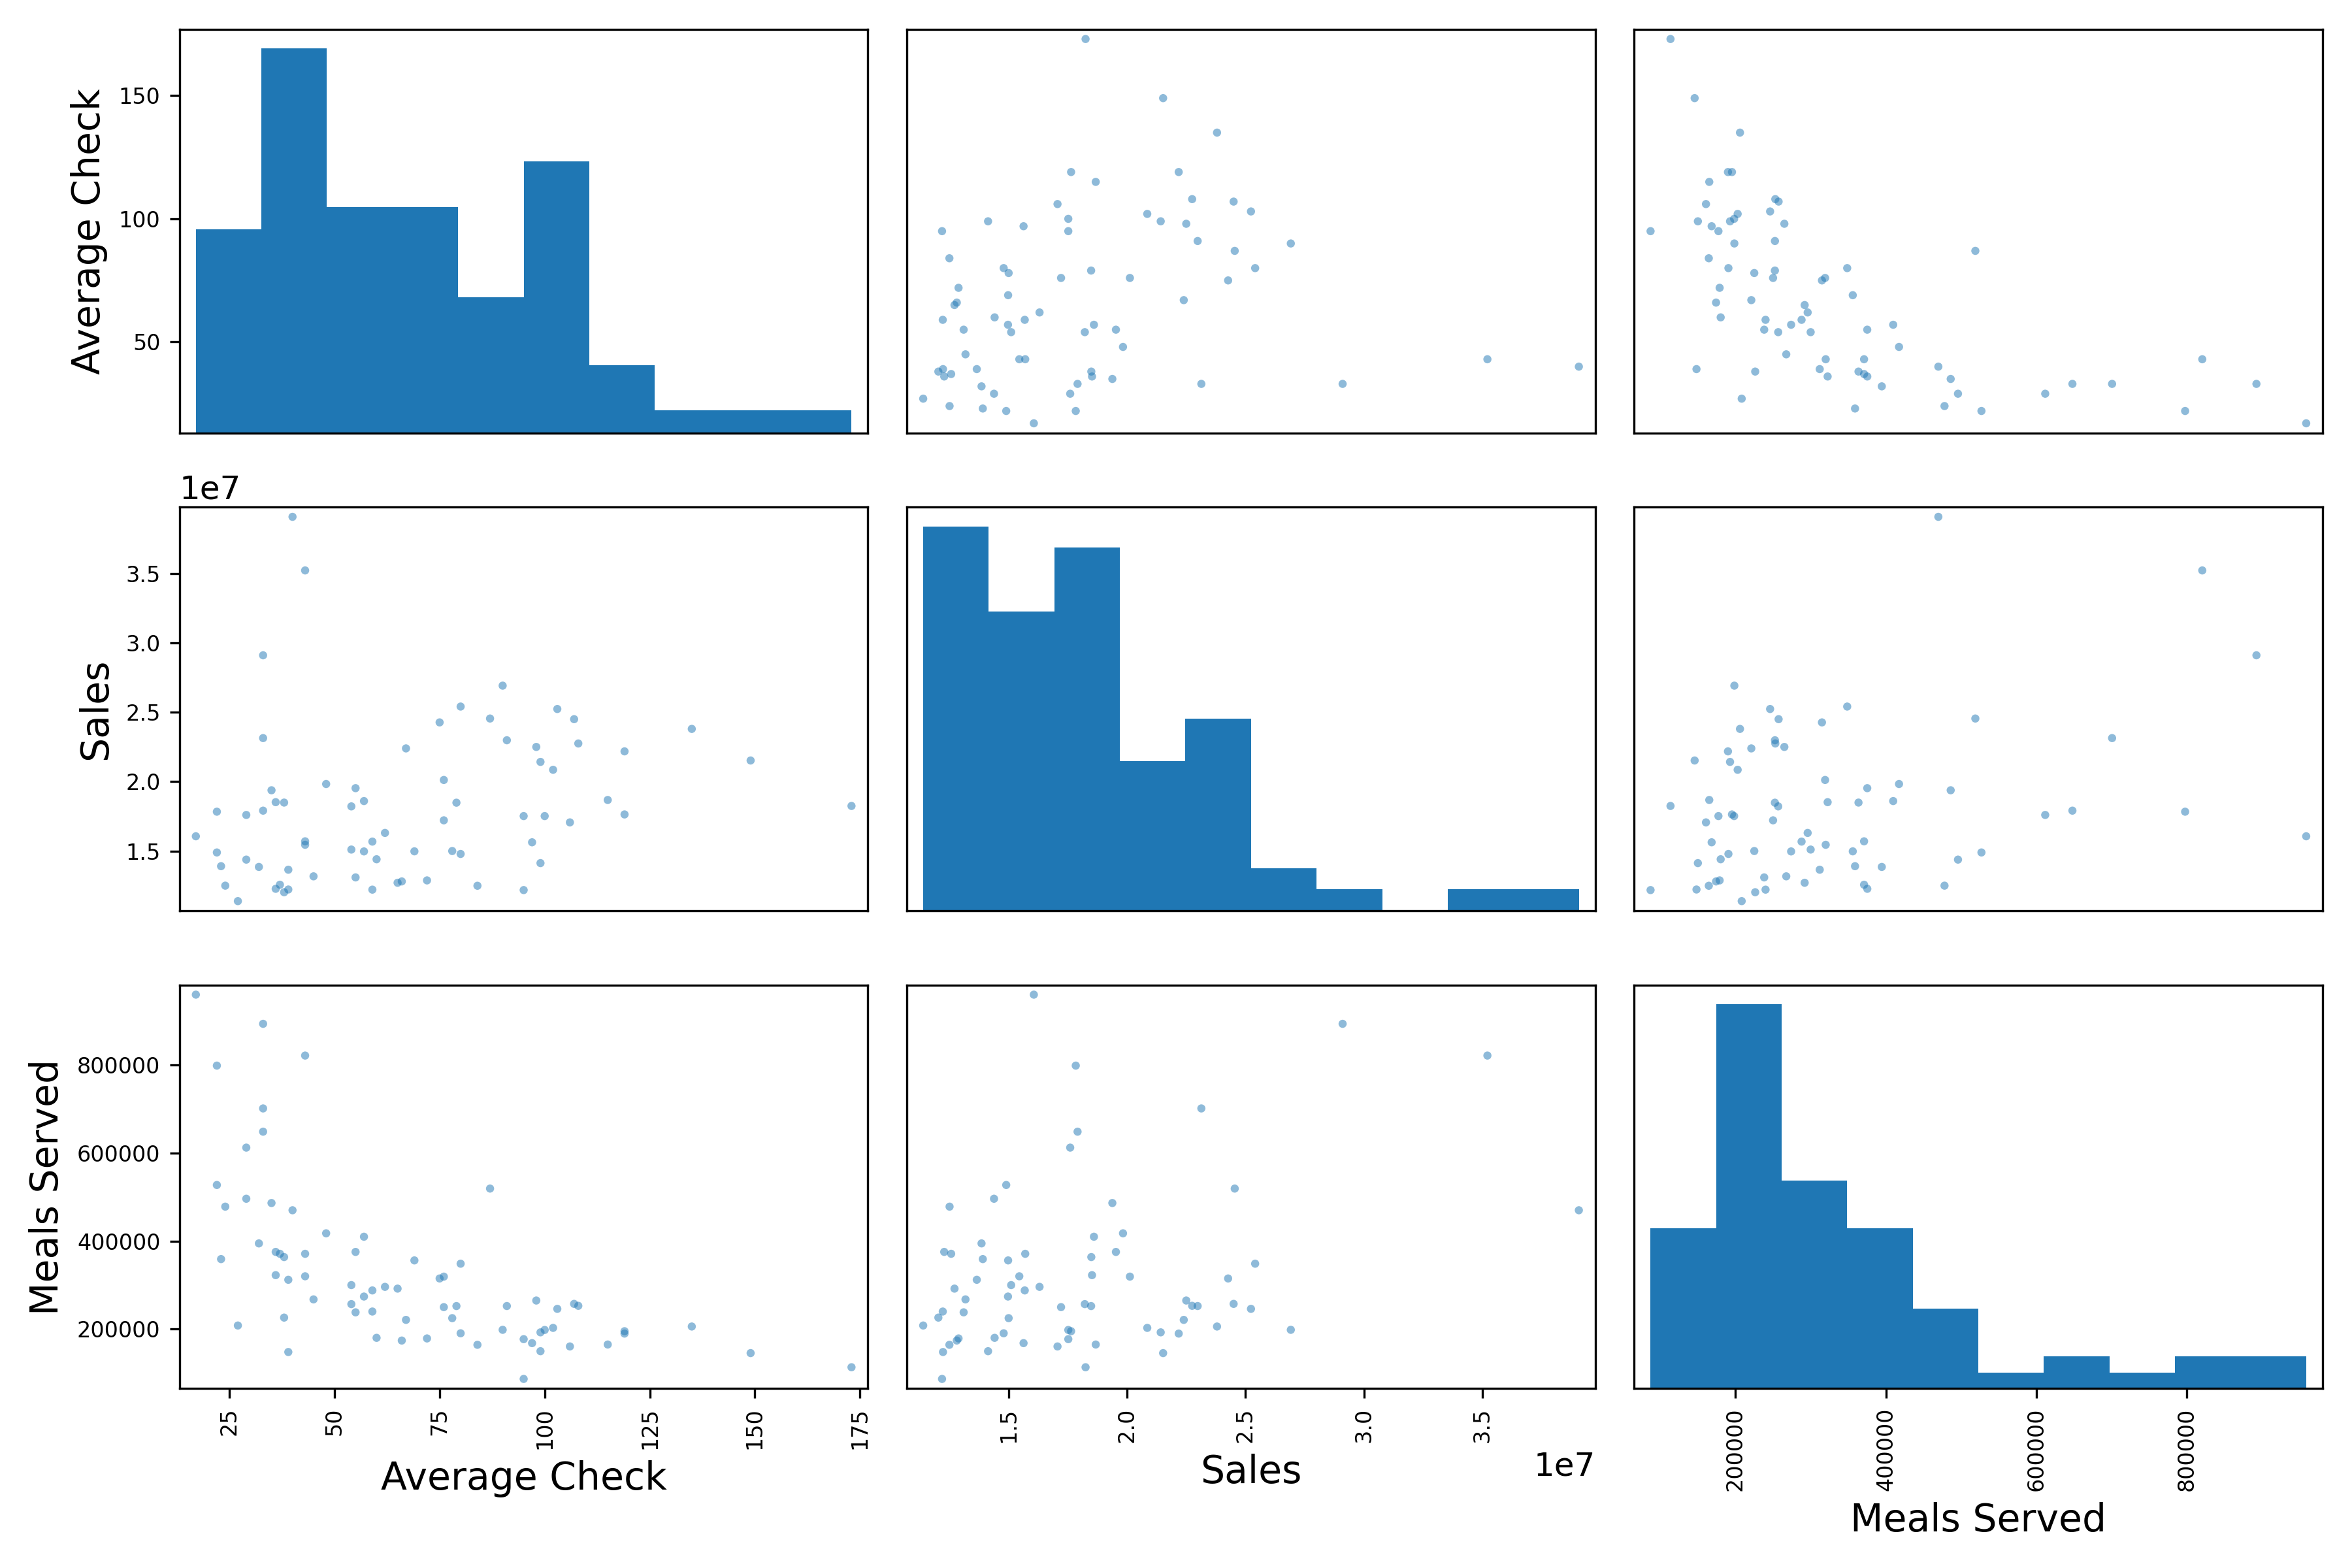 Average Check
150
100
50
1e7
Sales
3.5
3.0
2.5
2.0
1.5
Meals Served
800000
600000
400000
200000
25 50 75 100 125 150 175
1.5 2.0 2.5 3.0 3.5
200000 400000 600000 800000
Average Check
Sales
1e7
Meals Served